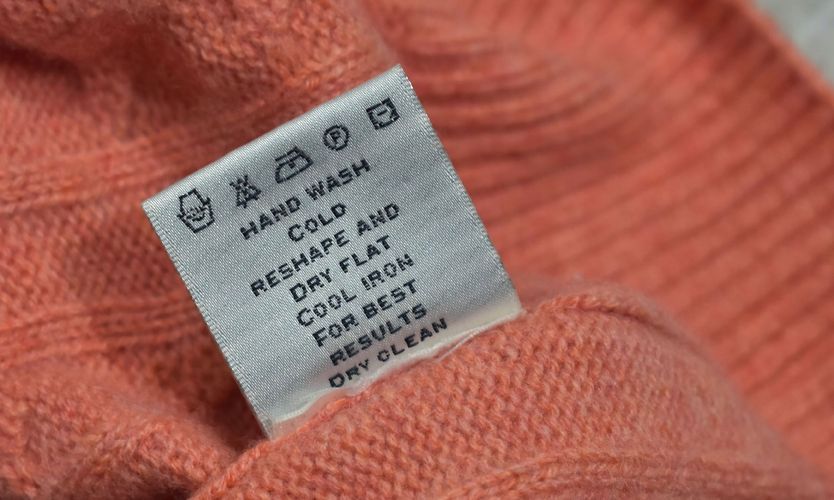 F
HAND WASH
COLD
RESHAPE AND
DRY FLAT
COOL IRON
FOR BEST
RESULTS
DRY CLEAN